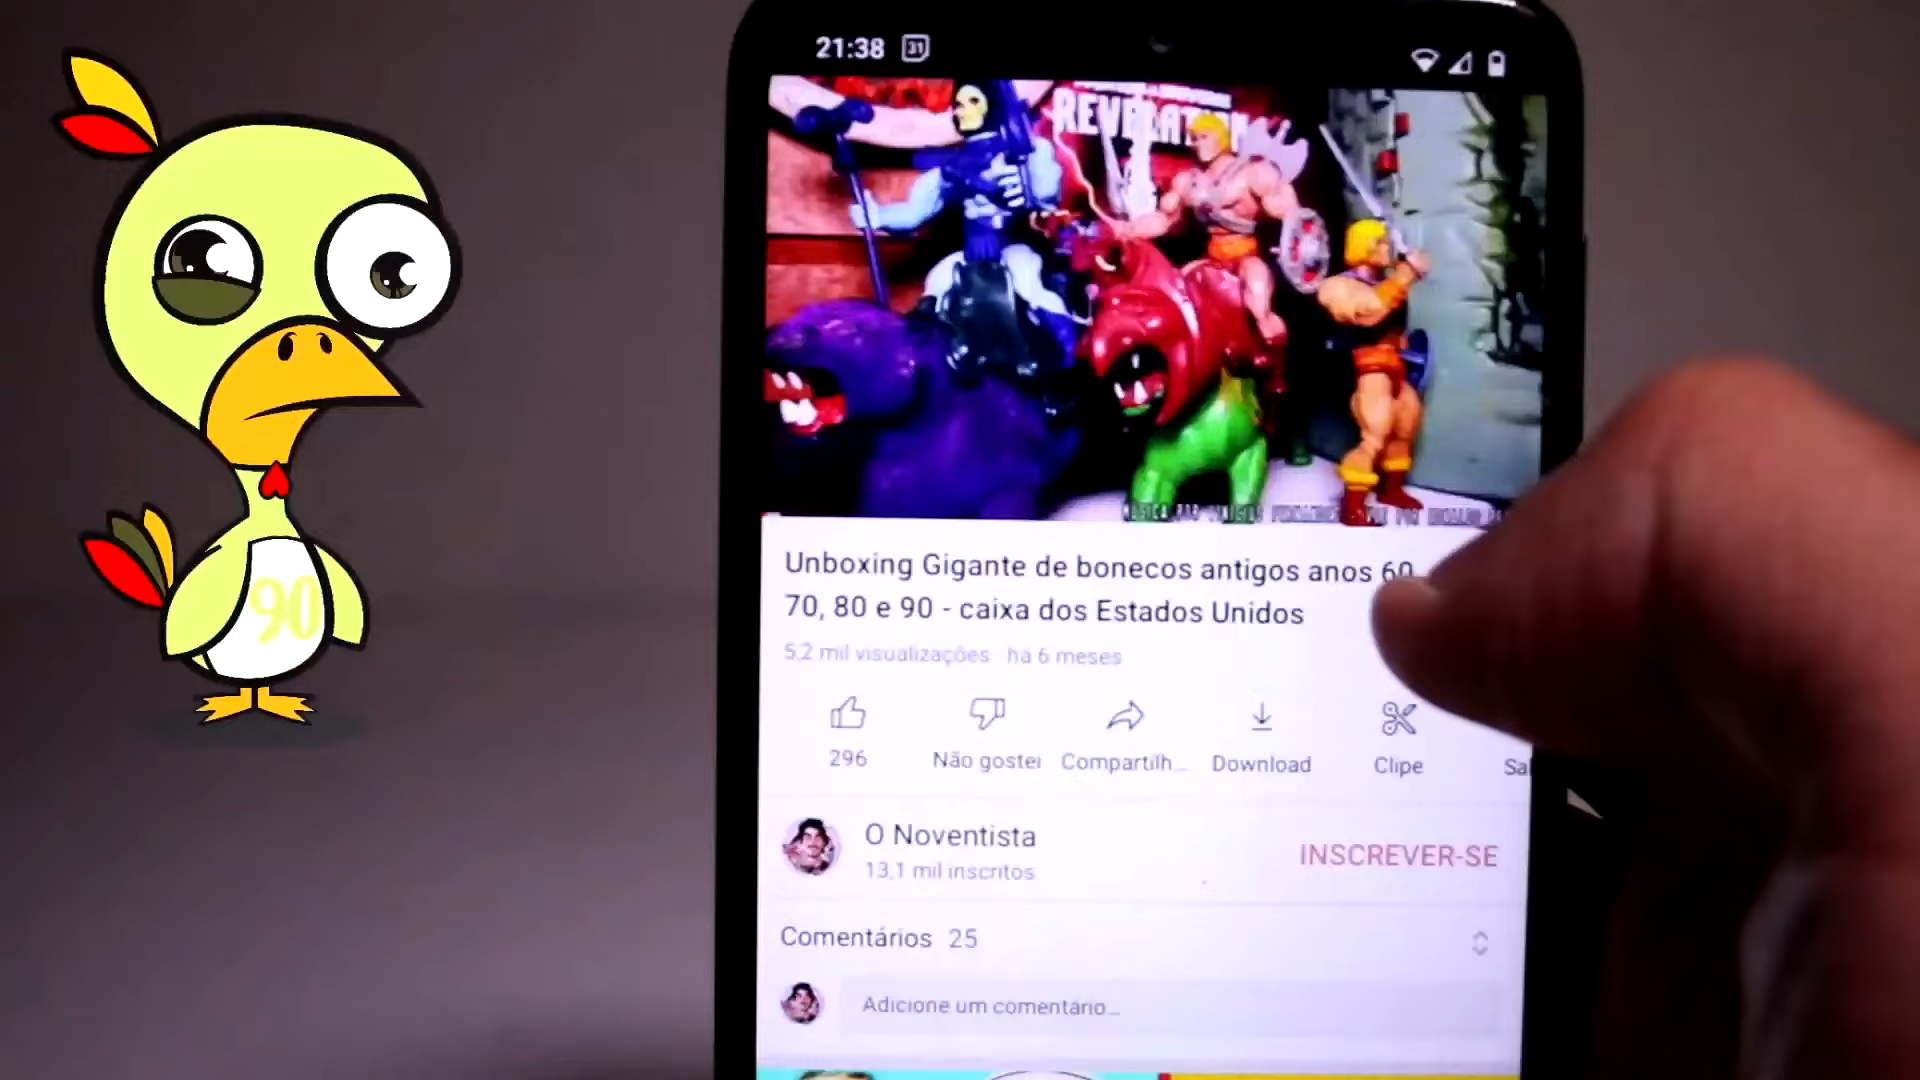 21:38
31
REVELATION
Unboxing Gigante de bonecos antigos anos 60
70, 80 e 90 - caixa dos Estados Unidos
5,2 mil visualizações há 6 meses
296
Não gostei
Compartilh...
Download
Clipe
Sal
O Noventista
13,1 mil inscritos
INSCREVER-SE
Comentários 25
Adicione um comentário...
90